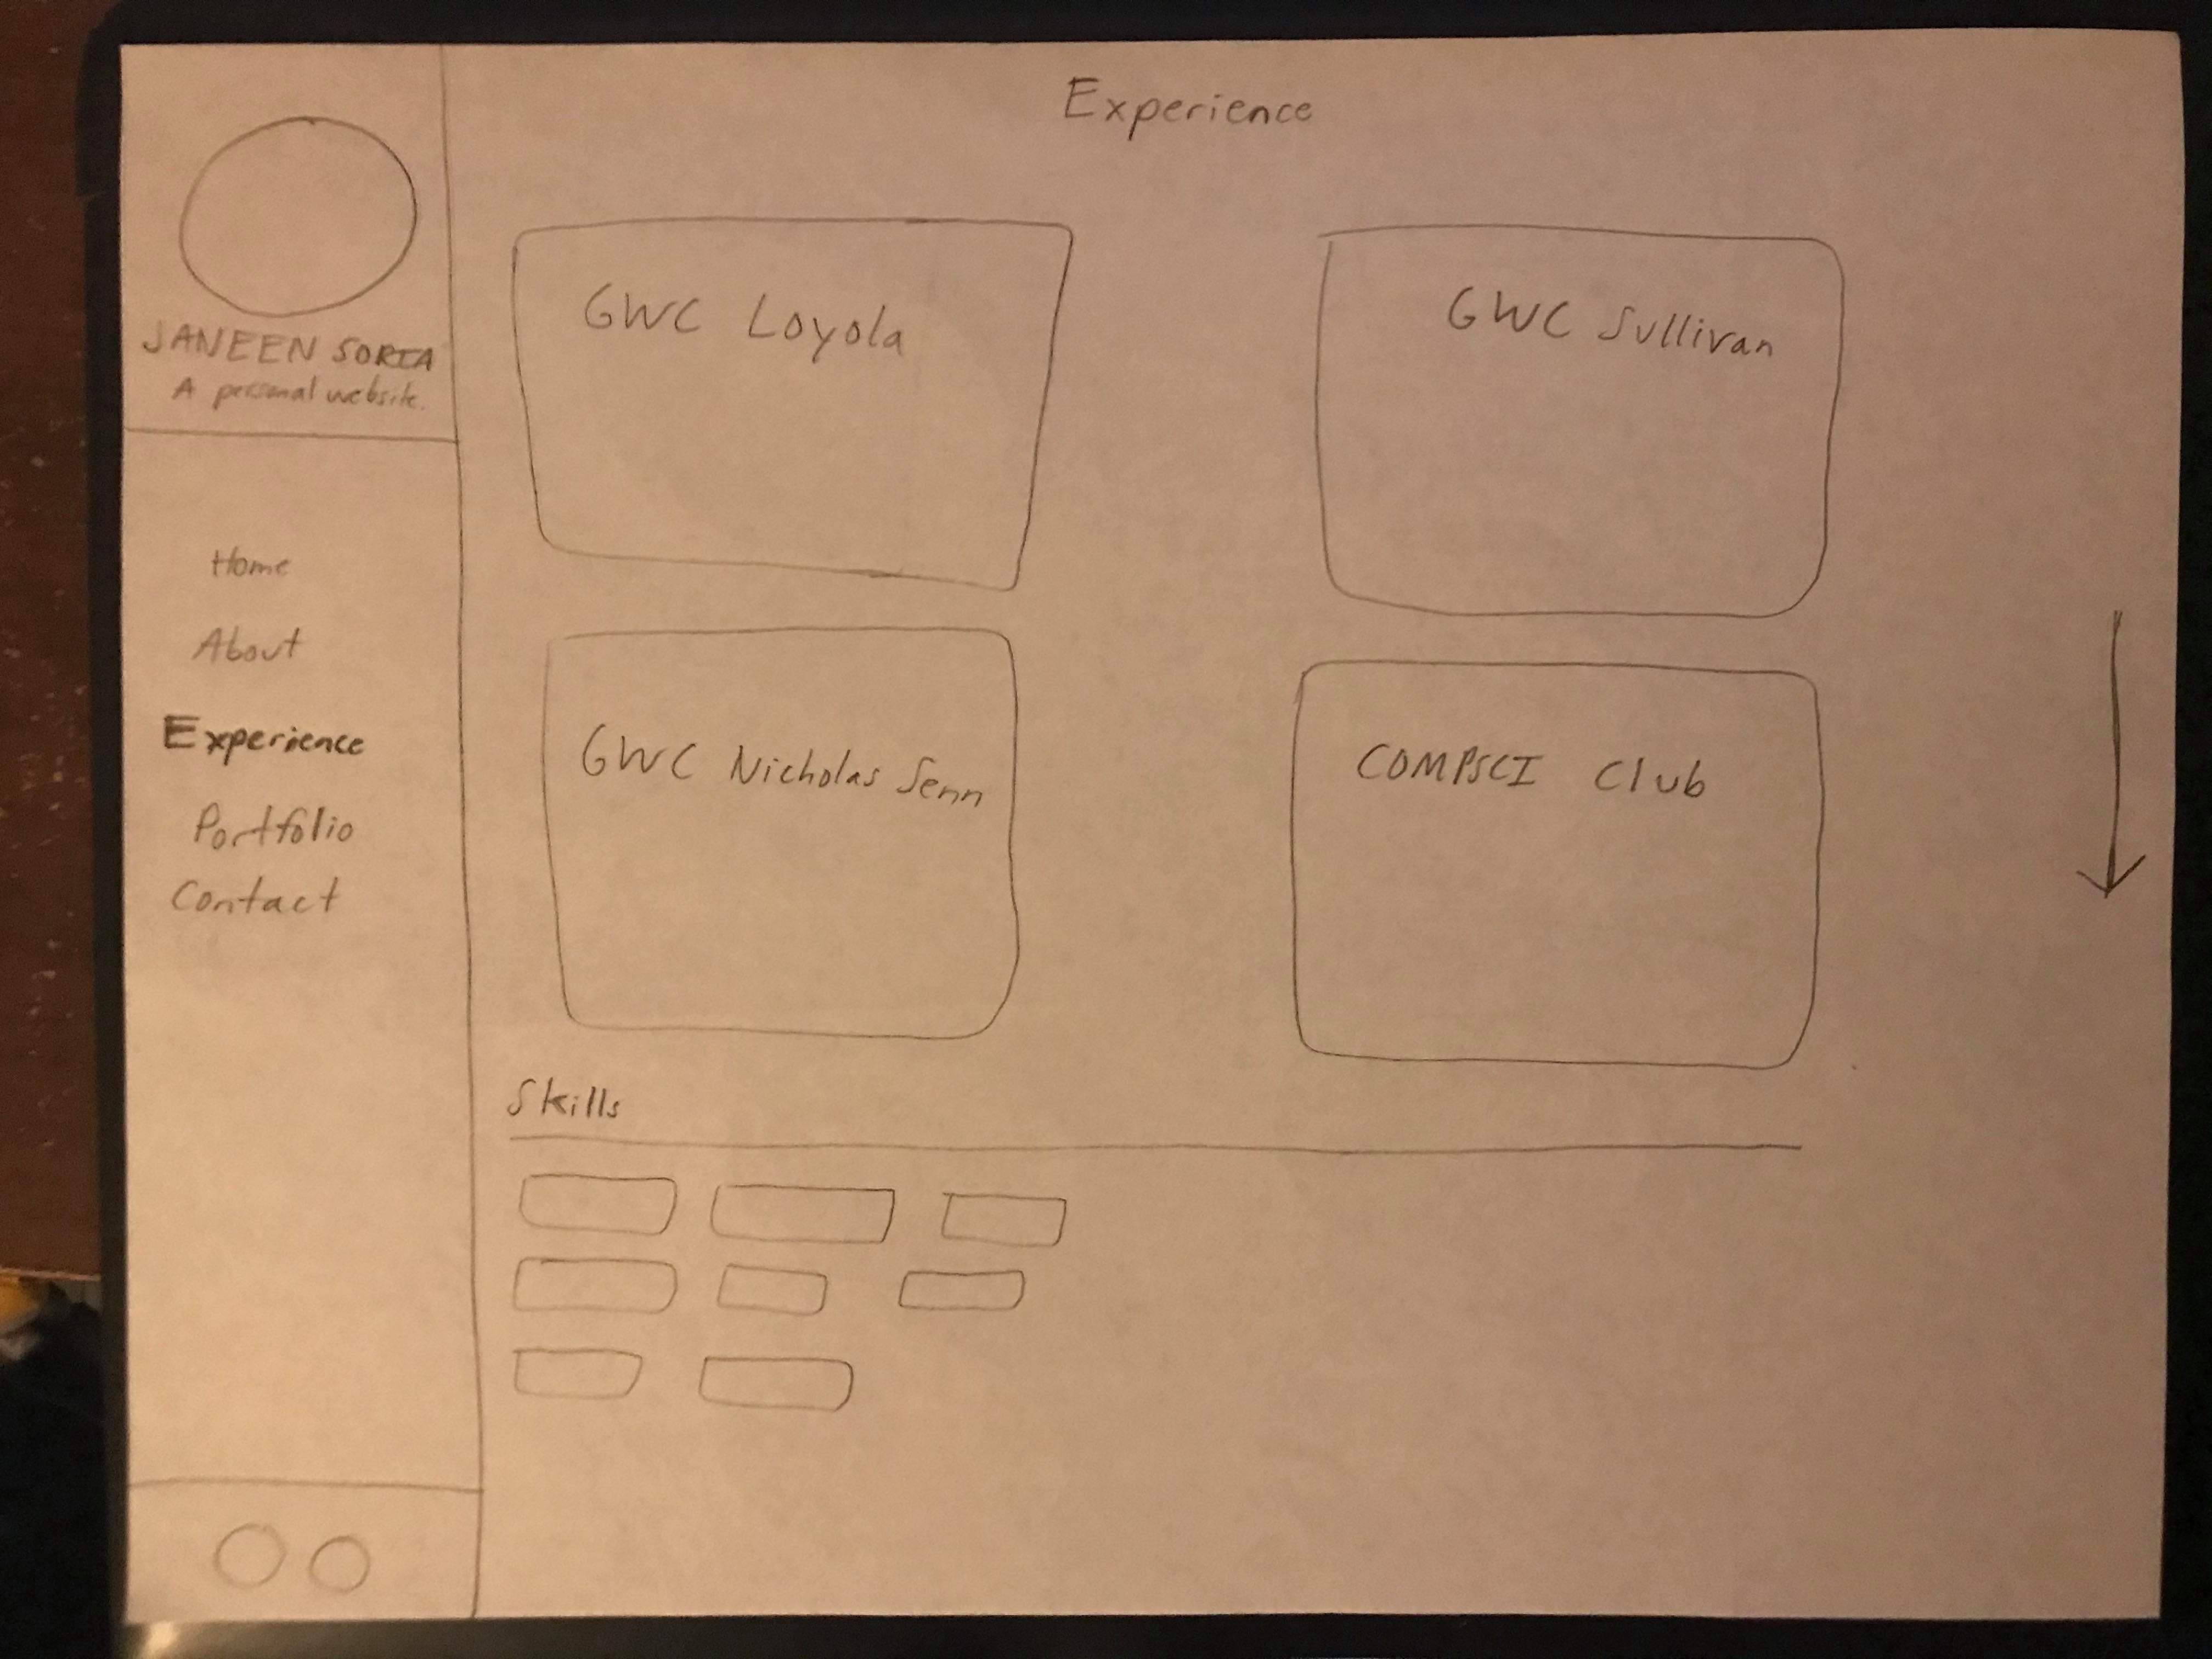 JANEEN SORIA
A personal website.
Home
About
Experience
Portfolio
Contact
Experience
GWC Loyola
GWC Sullivan
GWC Nicholas Senn
COMPSCI Club
Skills